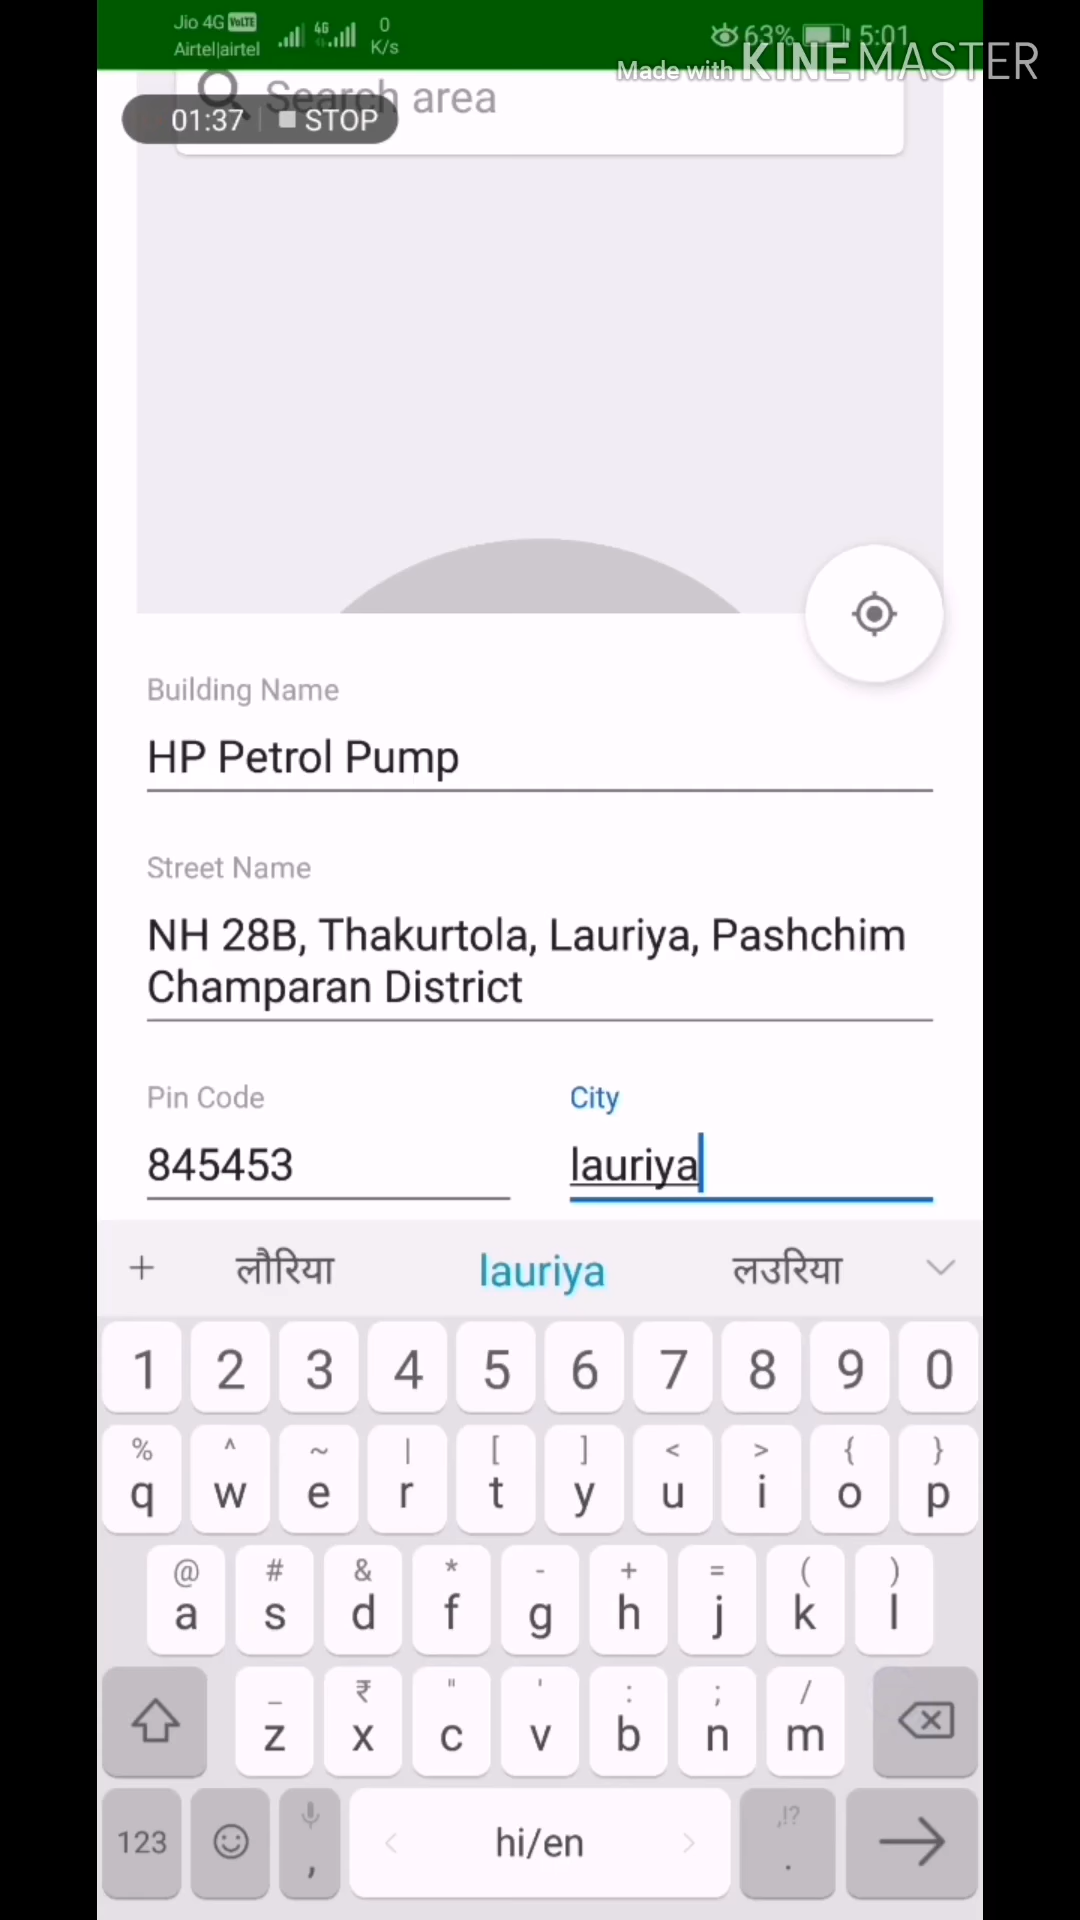 Jio 4G VoLTE
Airtel|airtel
4G
0
K/s
63%
5:01
Made with KINEMASTER
Search area
01:37
STOP
Building Name
HP Petrol Pump
Street Name
NH 28B, Thakurtola, Lauriya, Pashchim
Champaran District
Pin Code
City
845453
lauriya
+ लौरिया lauriya लउरिया
1 2 3 4 5 6 7 8 9 0
% ^ ~ | [ ] < > { }
q w e r t y u i o p
@ # & * - + = ( )
a s d f g h j k l
_ ₹ " ' : ; /
z x c v b n m
,!?
123 , hi/en .